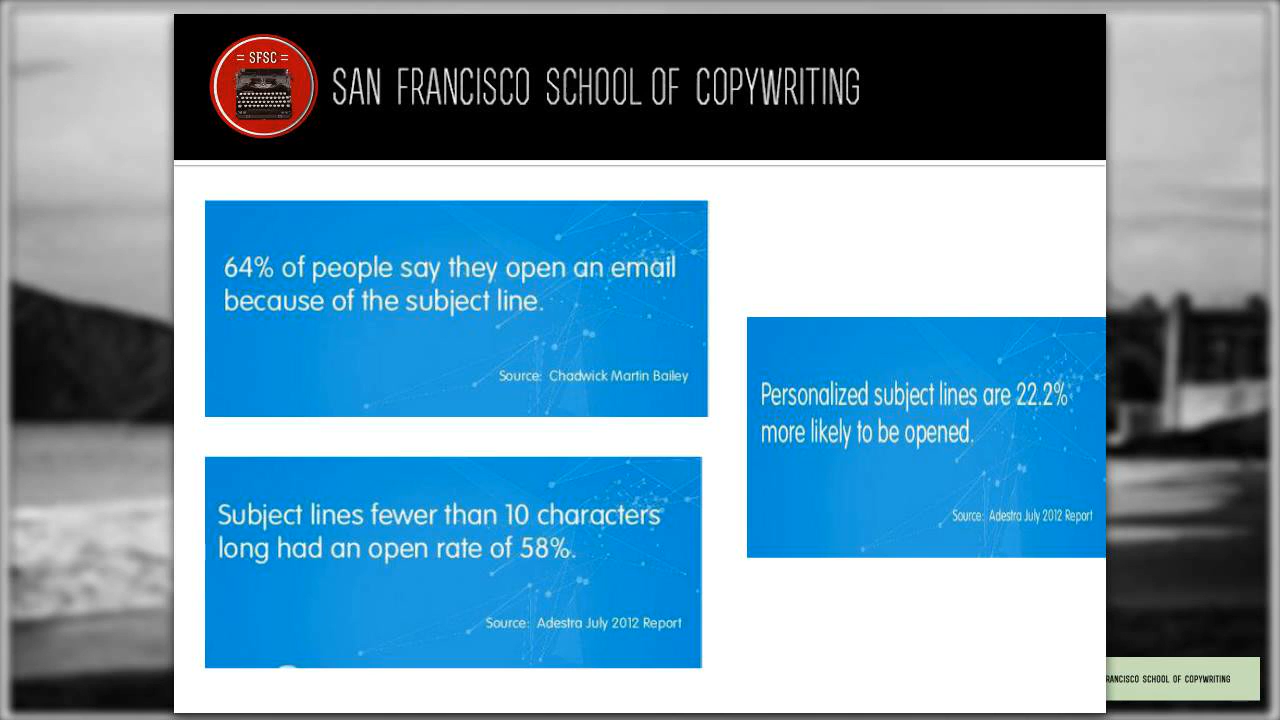 = SFSC =
SAN FRANCISCO SCHOOL OF COPYWRITING
64% of people say they open an email
because of the subject line.
Source: Chadwick Martin Bailey
Personalized subject lines are 22.2%
more likely to be opened.
Source: Adestra July 2012 Report
Subject lines fewer than 10 characters
long had an open rate of 58%.
Source: Adestra July 2012 Report
RANCISCO SCHOOL OF COPYWRITING